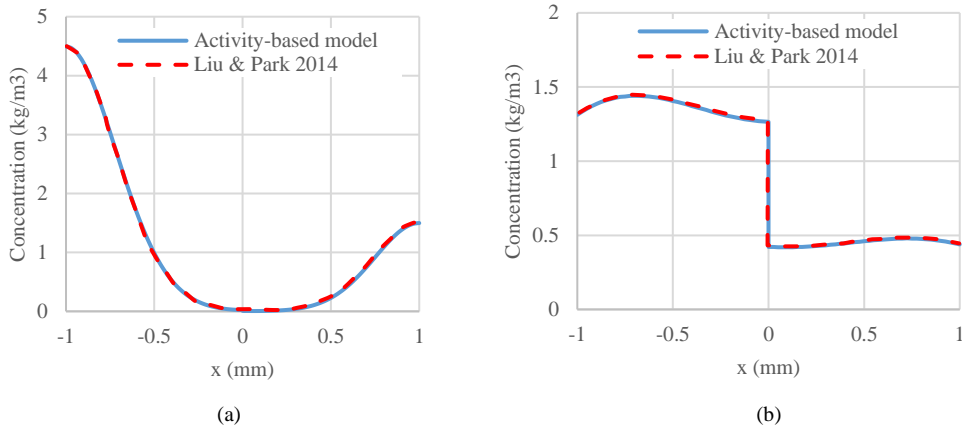 5
4
3
2
1
0
Concentration (kg/m3)
Activity-based model
Liu & Park 2014
-1
-0.5
0
0.5
1
x (mm)
(a)
2
1.5
1
0.5
0
Concentration (kg/m3)
Activity-based model
Liu & Park 2014
-1
-0.5
0
0.5
1
x (mm)
(b)